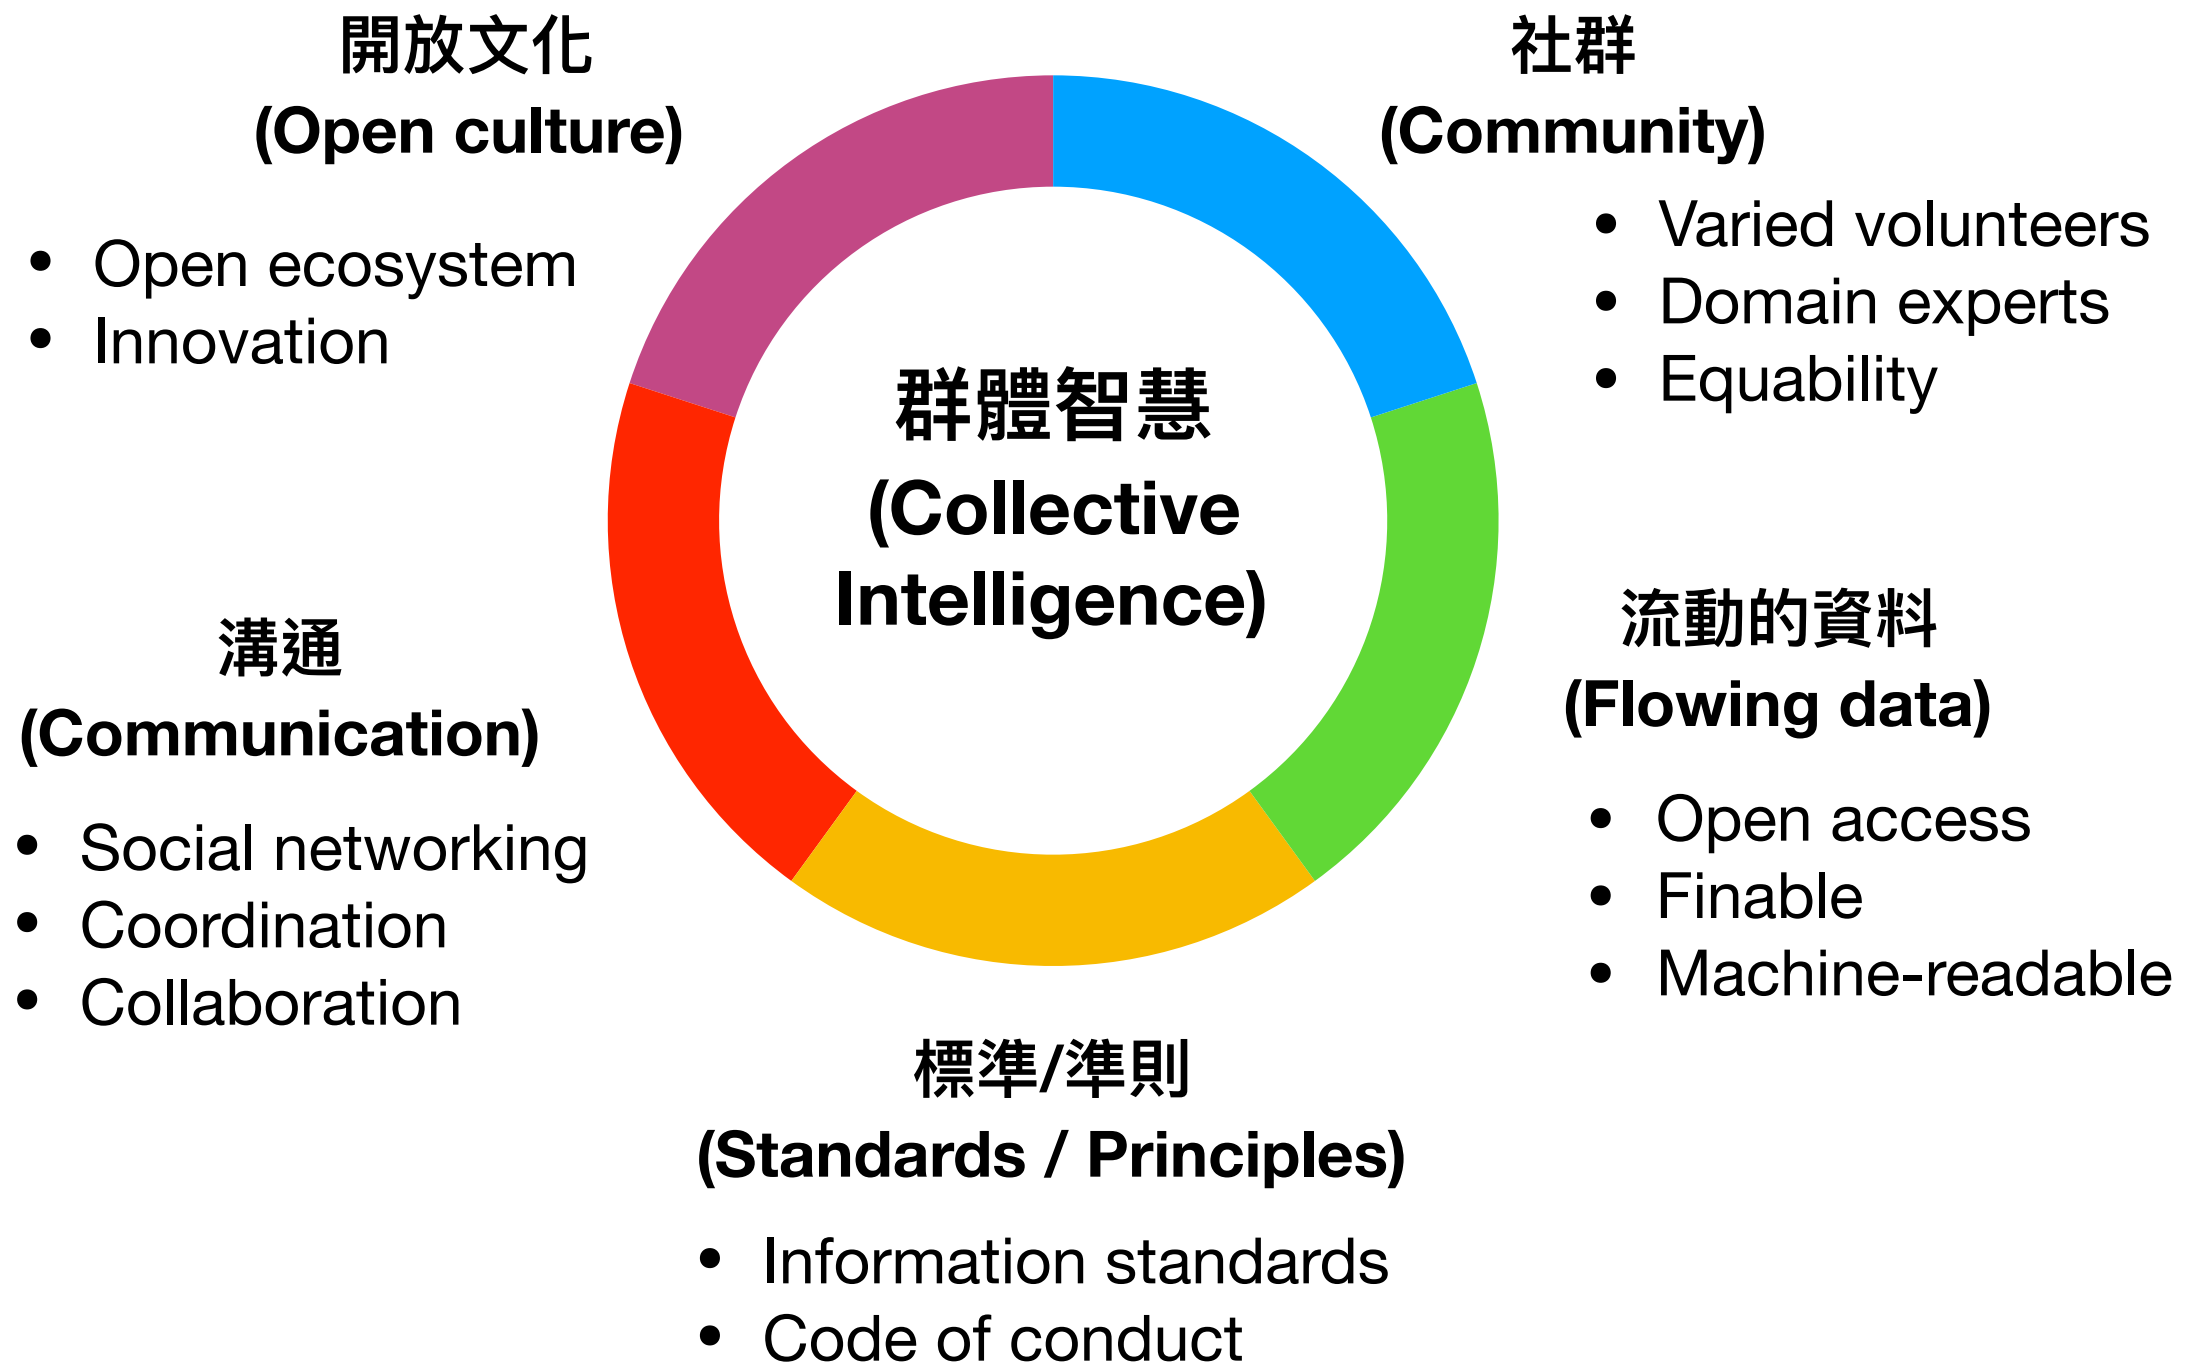 開放文化
(Open culture)
• Open ecosystem
• Innovation
社群
(Community)
• Varied volunteers
• Domain experts
• Equability
群體智慧
(Collective
Intelligence)
溝通
(Communication)
• Social networking
• Coordination
• Collaboration
流動的資料
(Flowing data)
• Open access
• Finable
• Machine-readable
標準/準則
(Standards / Principles)
• Information standards
• Code of conduct